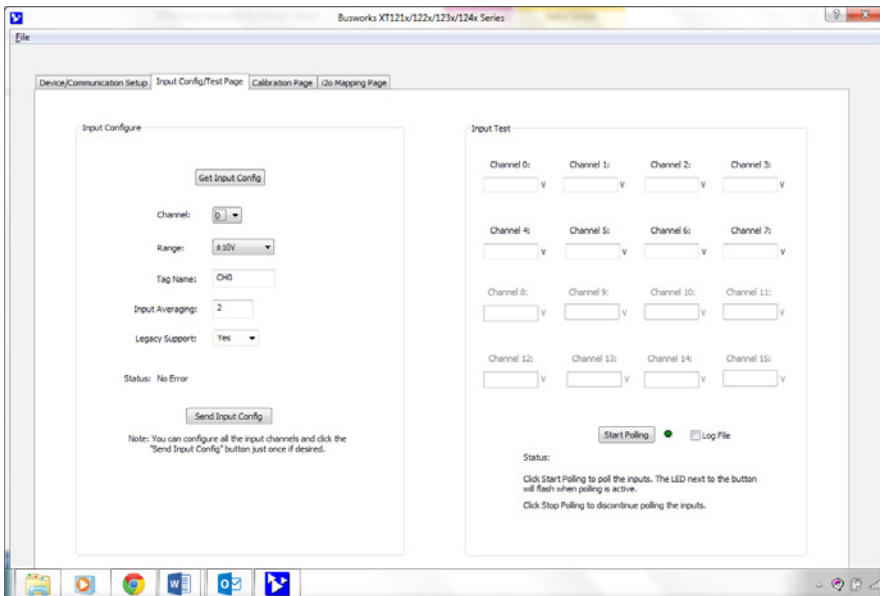 Busworks XT121x/122x/123x/124x Series
File
Device/Communication Setup
Input Config/Test Page
Calibration Page
i2o Mapping Page
Input Configure
Get Input Config
Channel: 0
Range: ±10V
Tag Name: CH0
Input Averaging: 2
Legacy Support: Yes
Status: No Error
Send Input Config
Note: You can configure all the input channels and click the
"Send Input Config" button just once if desired.
Input Test
Channel 0: Channel 1: Channel 2: Channel 3:
V V V V
Channel 4: Channel 5: Channel 6: Channel 7:
V V V V
Channel 8: Channel 9: Channel 10: Channel 11:
V V V V
Channel 12: Channel 13: Channel 14: Channel 15:
V V V V
Start Polling Log File
Status:
Click Start Polling to poll the inputs. The LED next to the button
will flash when polling is active.
Click Stop Polling to discontinue polling the inputs.